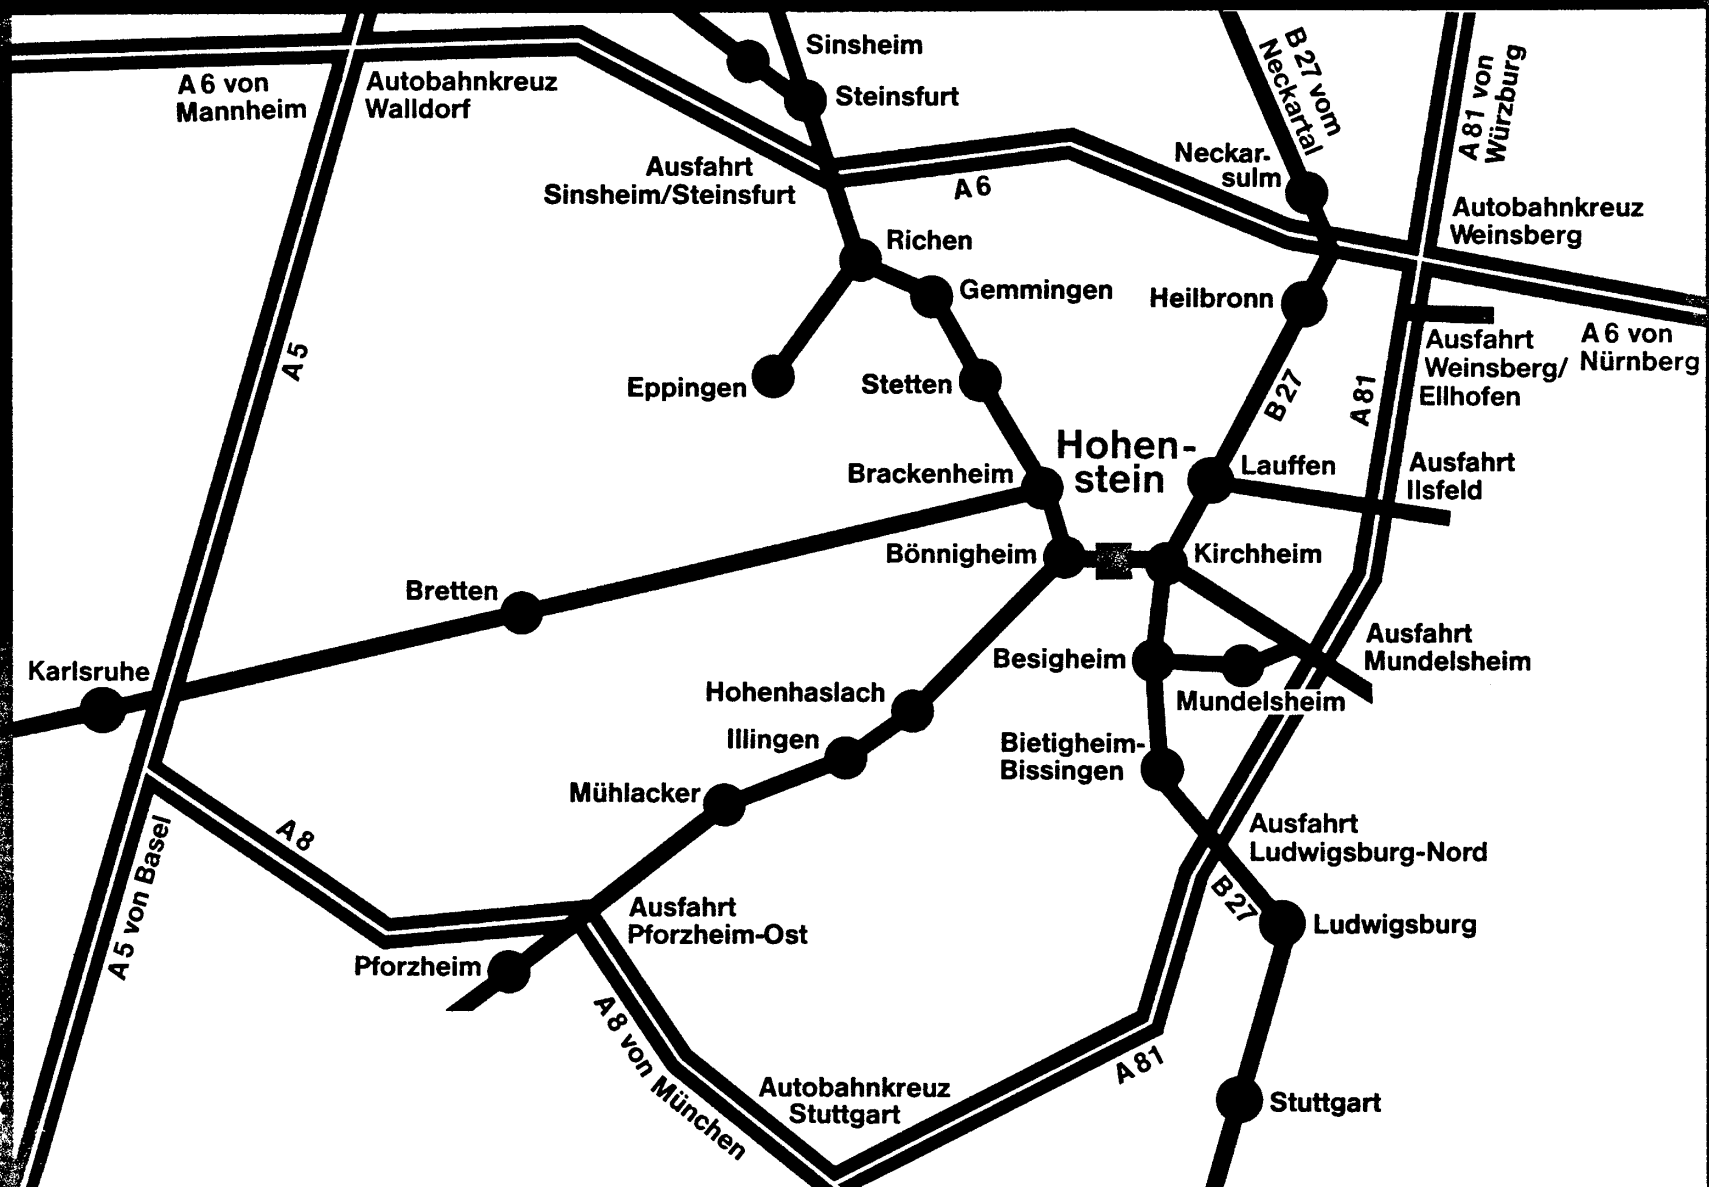 Sinsheim
Steinsfurt
A 6 von
Mannheim
Autobahnkreuz
Walldorf
B 27 vom
Neckartal
A 81 von
Würzburg
Ausfahrt
Sinsheim/Steinsfurt
A 6
Neckar-
sulm
Autobahnkreuz
Weinsberg
Richen
Gemmingen
Heilbronn
A 5
Eppingen
Stetten
B 27
A 81
Ausfahrt
Weinsberg/
Ellhofen
A 6 von
Nürnberg
Hohen-
stein
Brackenheim
Lauffen
Ausfahrt
Ilsfeld
Bönnigheim
Kirchheim
Bretten
Karlsruhe
Besigheim
Ausfahrt
Mundelsheim
Mundelsheim
Hohenhaslach
Illingen
Bietigheim-
Bissingen
Mühlacker
A 8
A 5 von Basel
Ausfahrt
Ludwigsburg-Nord
B 27
Ausfahrt
Pforzheim-Ost
Ludwigsburg
Pforzheim
A 8 von München
Autobahnkreuz
Stuttgart
A 81
Stuttgart